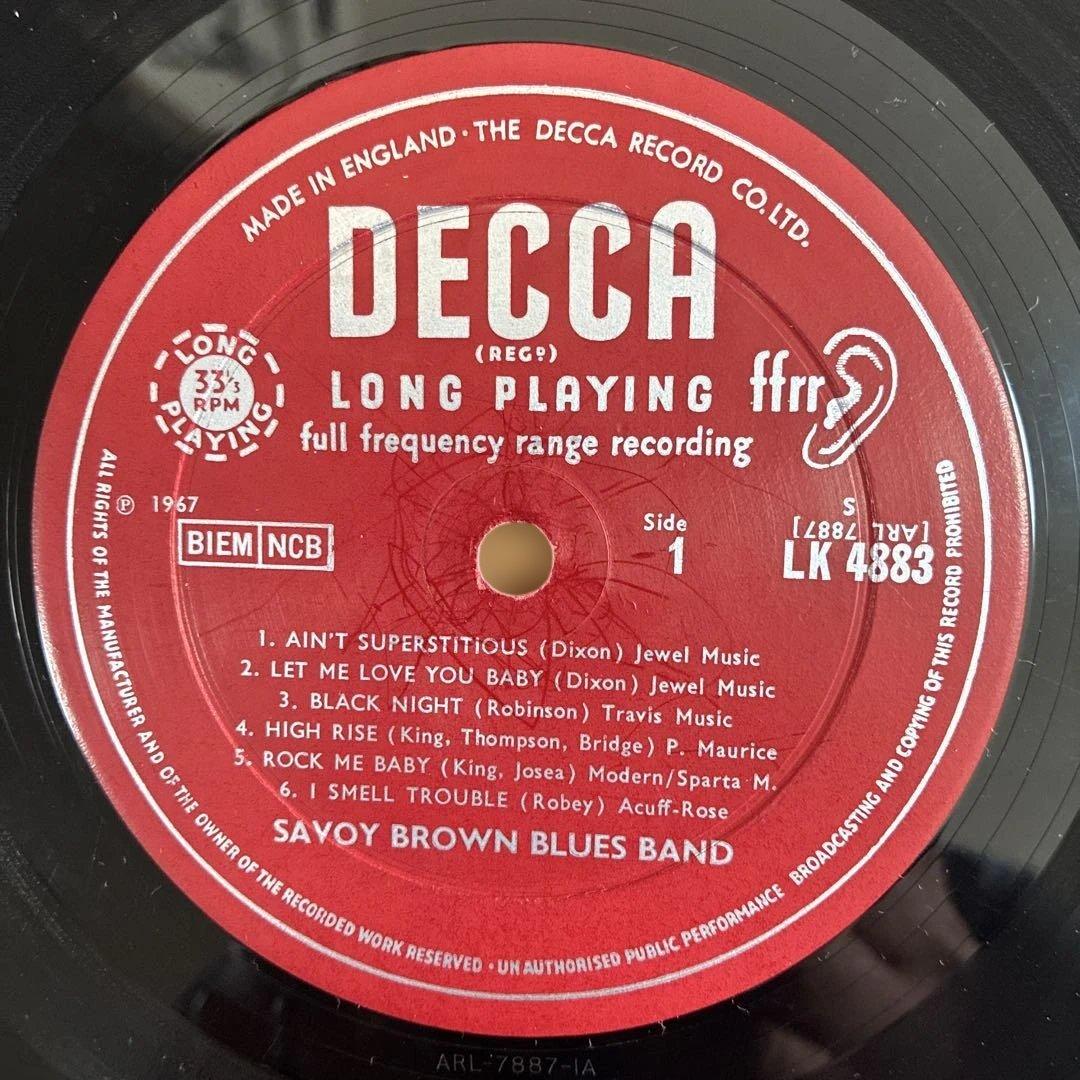 MADE IN ENGLAND · THE DECCA RECORD CO. LTD.
DECCA
(REGD)
LONG PLAYING
ffrr
full frequency range recording
LONG
33⅓
RPM
PLAYING
Ⓟ 1967
BIEM NCB
Side
1
S
[ARL 7887]
LK 4883
1. AIN'T SUPERSTITIOUS (Dixon) Jewel Music
2. LET ME LOVE YOU BABY (Dixon) Jewel Music
3. BLACK NIGHT (Robinson) Travis Music
4. HIGH RISE (King, Thompson, Bridge) P. Maurice
5. ROCK ME BABY (King, Josea) Modern/Sparta M.
6. I SMELL TROUBLE (Robey) Acuff-Rose
SAVOY BROWN BLUES BAND
ALL RIGHTS OF THE MANUFACTURER AND OF THE OWNER OF THE RECORDED WORK RESERVED · UNAUTHORISED PUBLIC PERFORMANCE BROADCASTING AND COPYING OF THIS RECORD PROHIBITED
ARL-7887-1A